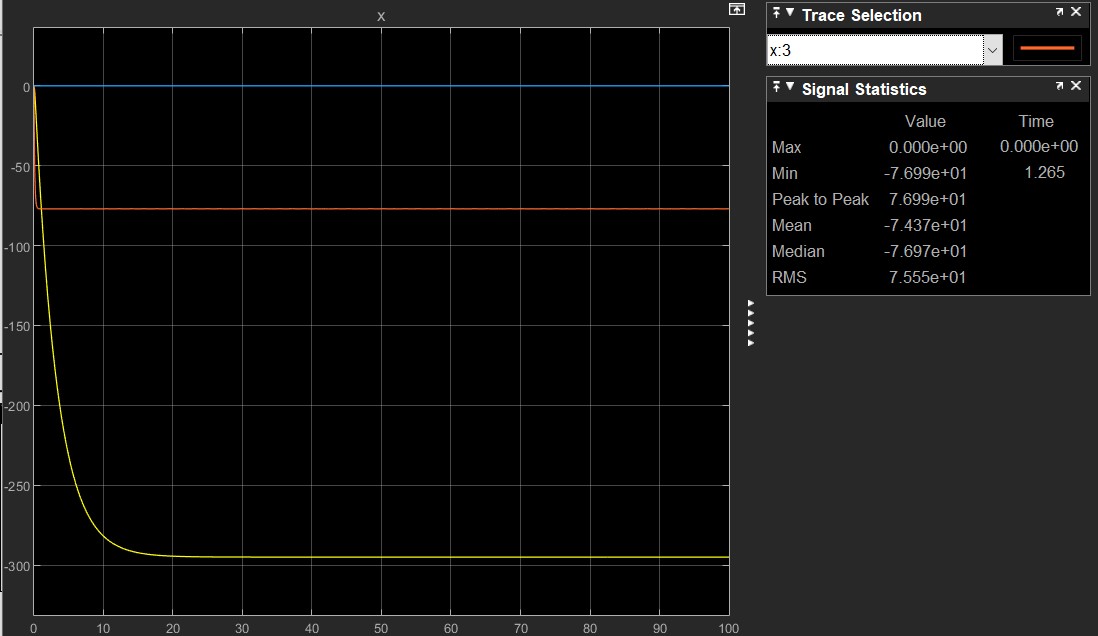 x
0
-50
-100
-150
-200
-250
-300
0 10 20 30 40 50 60 70 80 90 100
Trace Selection
x:3
Signal Statistics
Value Time
Max 0.000e+00 0.000e+00
Min -7.699e+01 1.265
Peak to Peak 7.699e+01
Mean -7.437e+01
Median -7.697e+01
RMS 7.555e+01